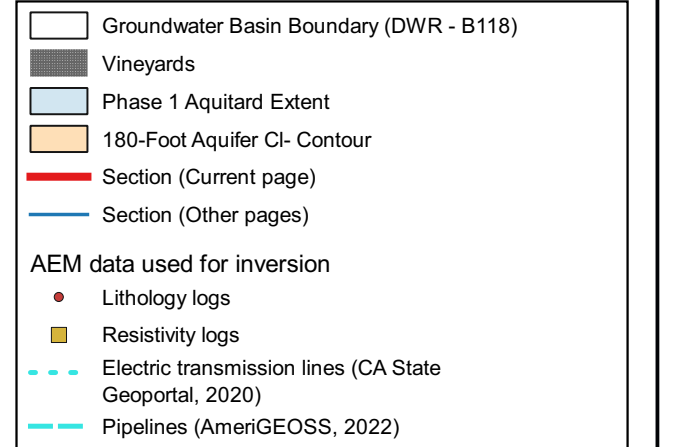 Groundwater Basin Boundary (DWR - B118)
Vineyards
Phase 1 Aquitard Extent
180-Foot Aquifer Cl- Contour
Section (Current page)
Section (Other pages)
AEM data used for inversion
Lithology logs
Resistivity logs
Electric transmission lines (CA State
Geoportal, 2020)
Pipelines (AmeriGEOSS, 2022)